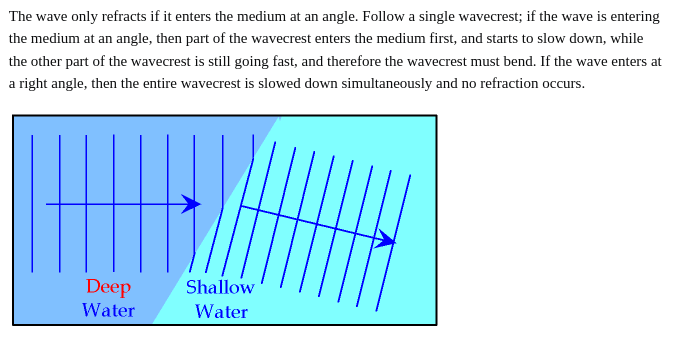 The wave only refracts if it enters the medium at an angle. Follow a single wavecrest; if the wave is entering
the medium at an angle, then part of the wavecrest enters the medium first, and starts to slow down, while
the other part of the wavecrest is still going fast, and therefore the wavecrest must bend. If the wave enters at
a right angle, then the entire wavecrest is slowed down simultaneously and no refraction occurs.
Deep
Water
Shallow
Water